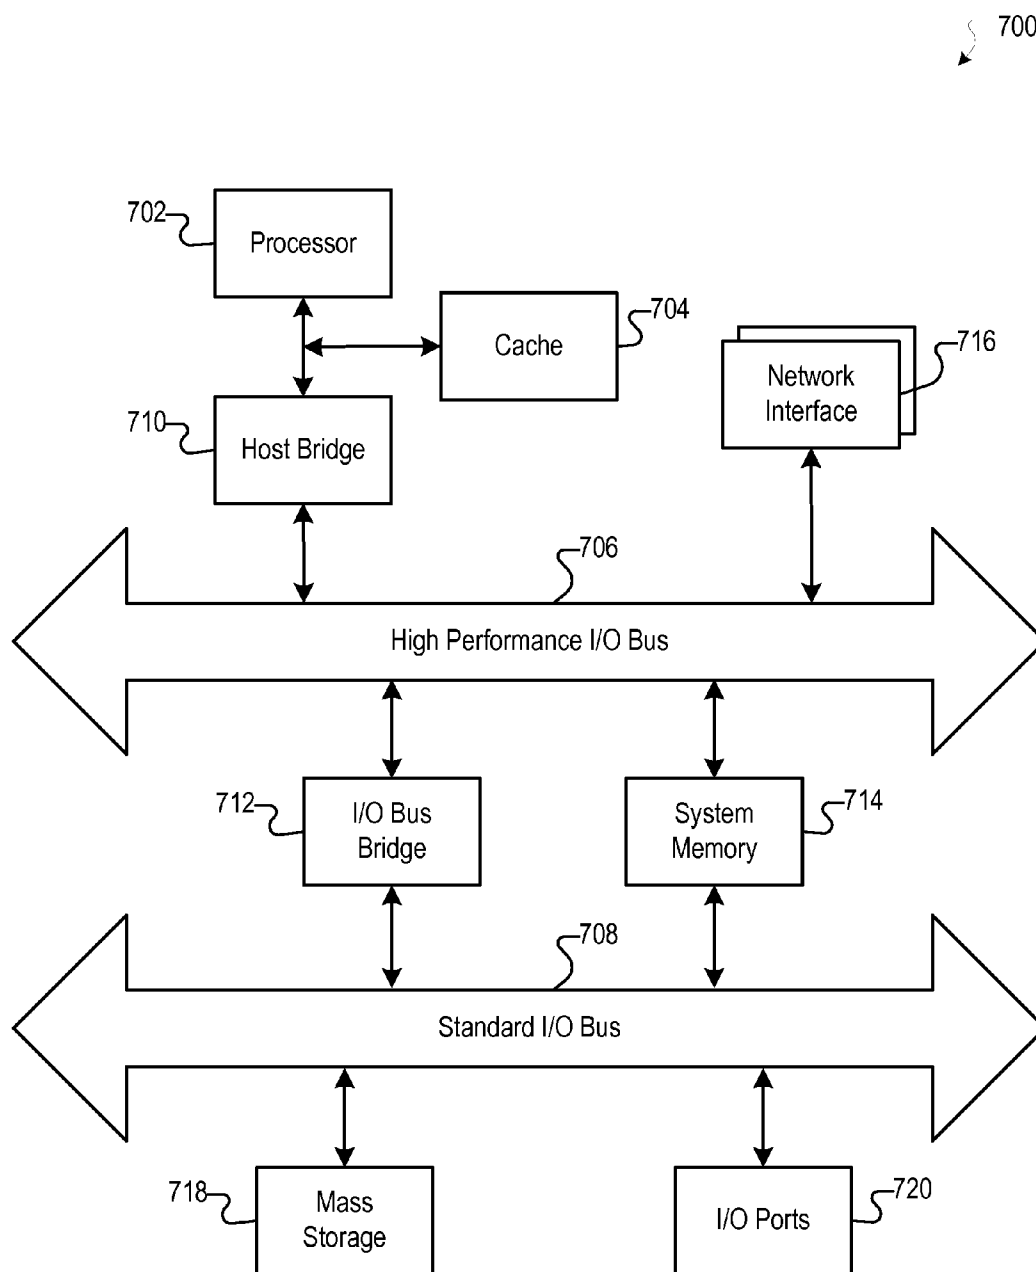 700
702
Processor
704
Cache
716
Network
Interface
710
Host Bridge
706
High Performance I/O Bus
712
I/O Bus
Bridge
System
Memory
714
708
Standard I/O Bus
718
Mass
Storage
I/O Ports
720